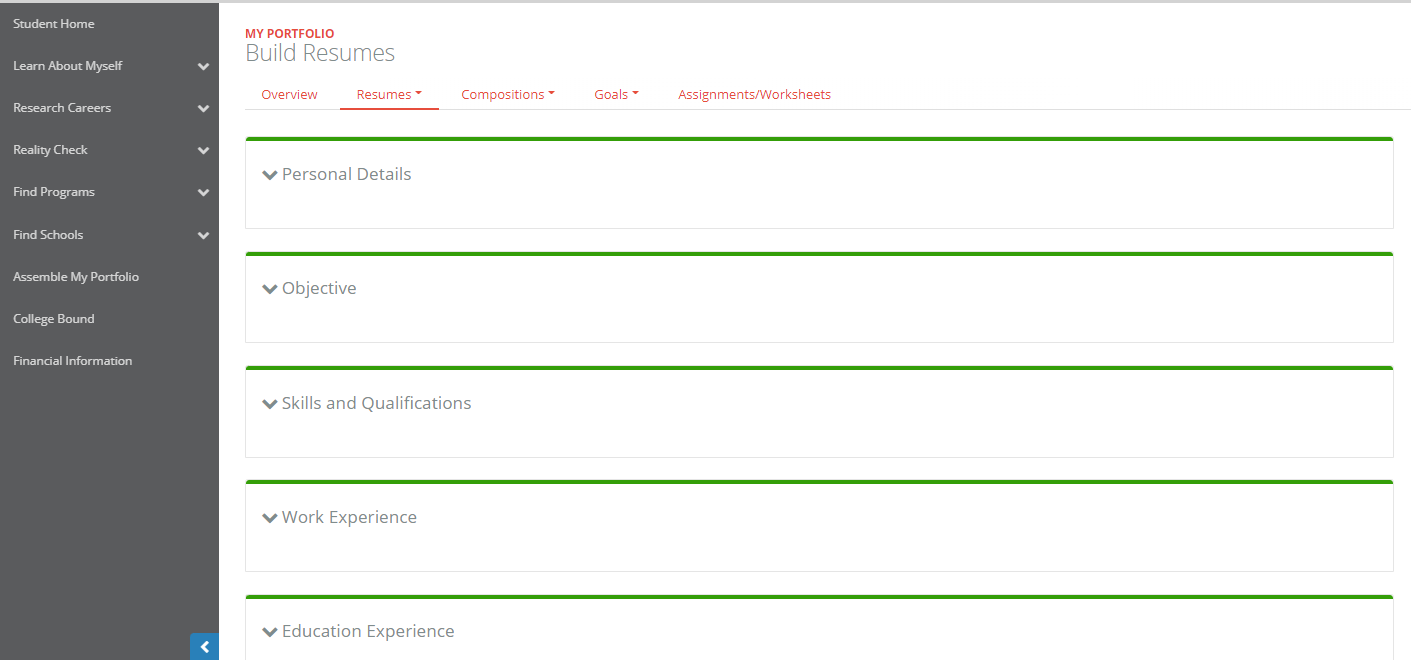 Student Home
Learn About Myself
Research Careers
Reality Check
Find Programs
Find Schools
Assemble My Portfolio
College Bound
Financial Information
MY PORTFOLIO
Build Resumes
Overview Resumes Compositions Goals Assignments/Worksheets
Personal Details
Objective
Skills and Qualifications
Work Experience
Education Experience